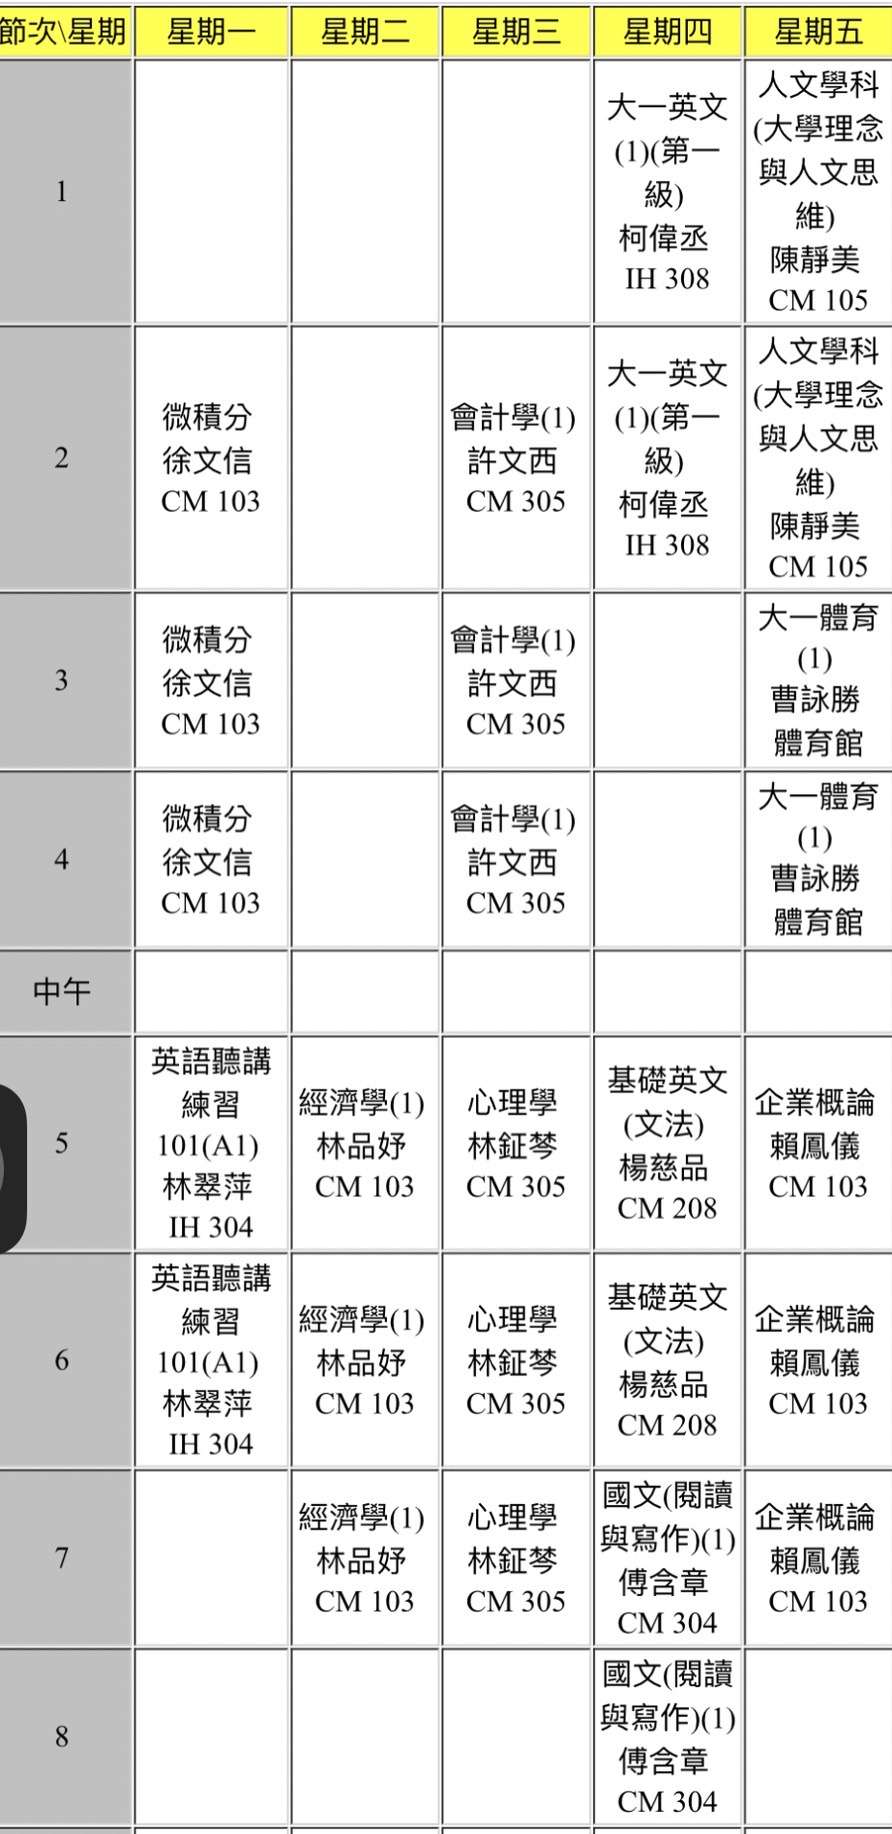 節次\星期 星期一 星期二 星期三 星期四 星期五
1
大一英文
(1)(第一
級)
柯偉丞
IH 308
人文學科
(大學理念
與人文思
維)
陳靜美
CM 105
2
微積分
徐文信
CM 103
會計學(1)
許文西
CM 305
大一英文
(1)(第一
級)
柯偉丞
IH 308
人文學科
(大學理念
與人文思
維)
陳靜美
CM 105
3
微積分
徐文信
CM 103
會計學(1)
許文西
CM 305
大一體育
(1)
曹詠勝
體育館
4
微積分
徐文信
CM 103
會計學(1)
許文西
CM 305
大一體育
(1)
曹詠勝
體育館
中午
5
英語聽講
練習
101(A1)
林翠萍
IH 304
經濟學(1)
林品妤
CM 103
心理學
林鉦棽
CM 305
基礎英文
(文法)
楊慈品
CM 208
企業概論
賴鳳儀
CM 103
6
英語聽講
練習
101(A1)
林翠萍
IH 304
經濟學(1)
林品妤
CM 103
心理學
林鉦棽
CM 305
基礎英文
(文法)
楊慈品
CM 208
企業概論
賴鳳儀
CM 103
7
經濟學(1)
林品妤
CM 103
心理學
林鉦棽
CM 305
國文(閱讀
與寫作)(1)
傅含章
CM 304
企業概論
賴鳳儀
CM 103
8
國文(閱讀
與寫作)(1)
傅含章
CM 304